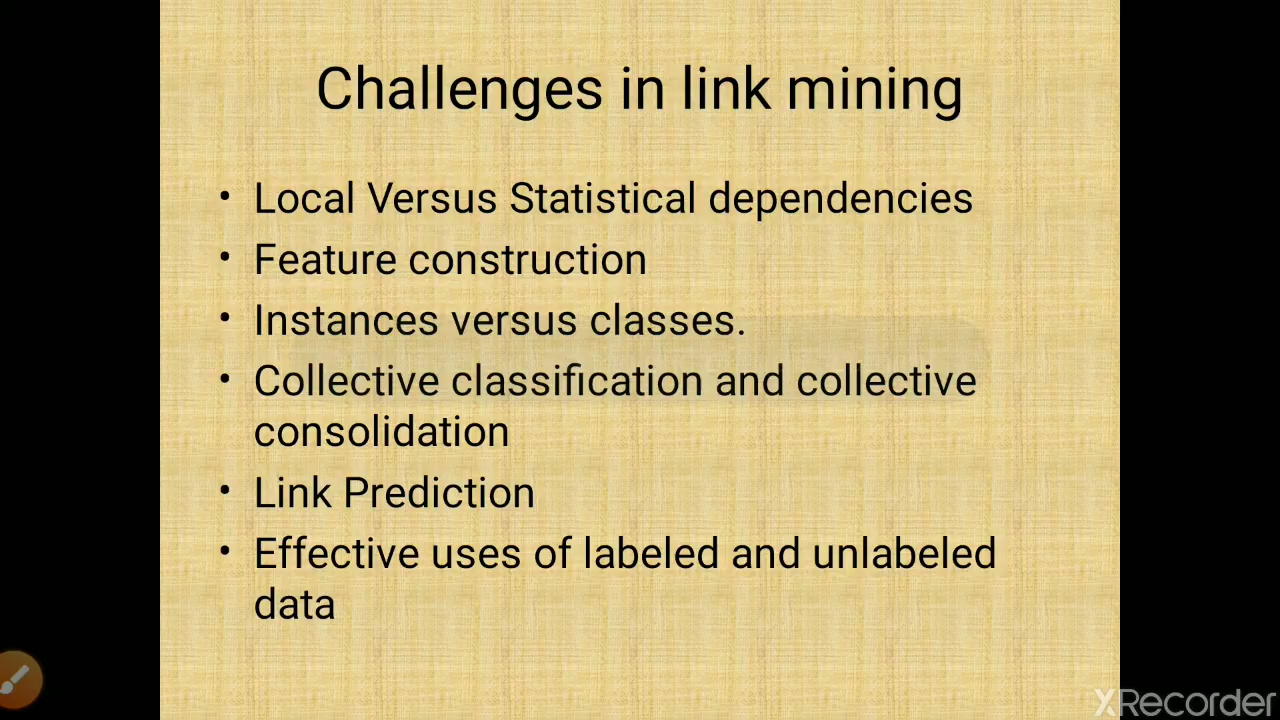 Challenges in link mining
• Local Versus Statistical dependencies
• Feature construction
• Instances versus classes.
• Collective classification and collective
consolidation
• Link Prediction
• Effective uses of labeled and unlabeled
data
XRecorder